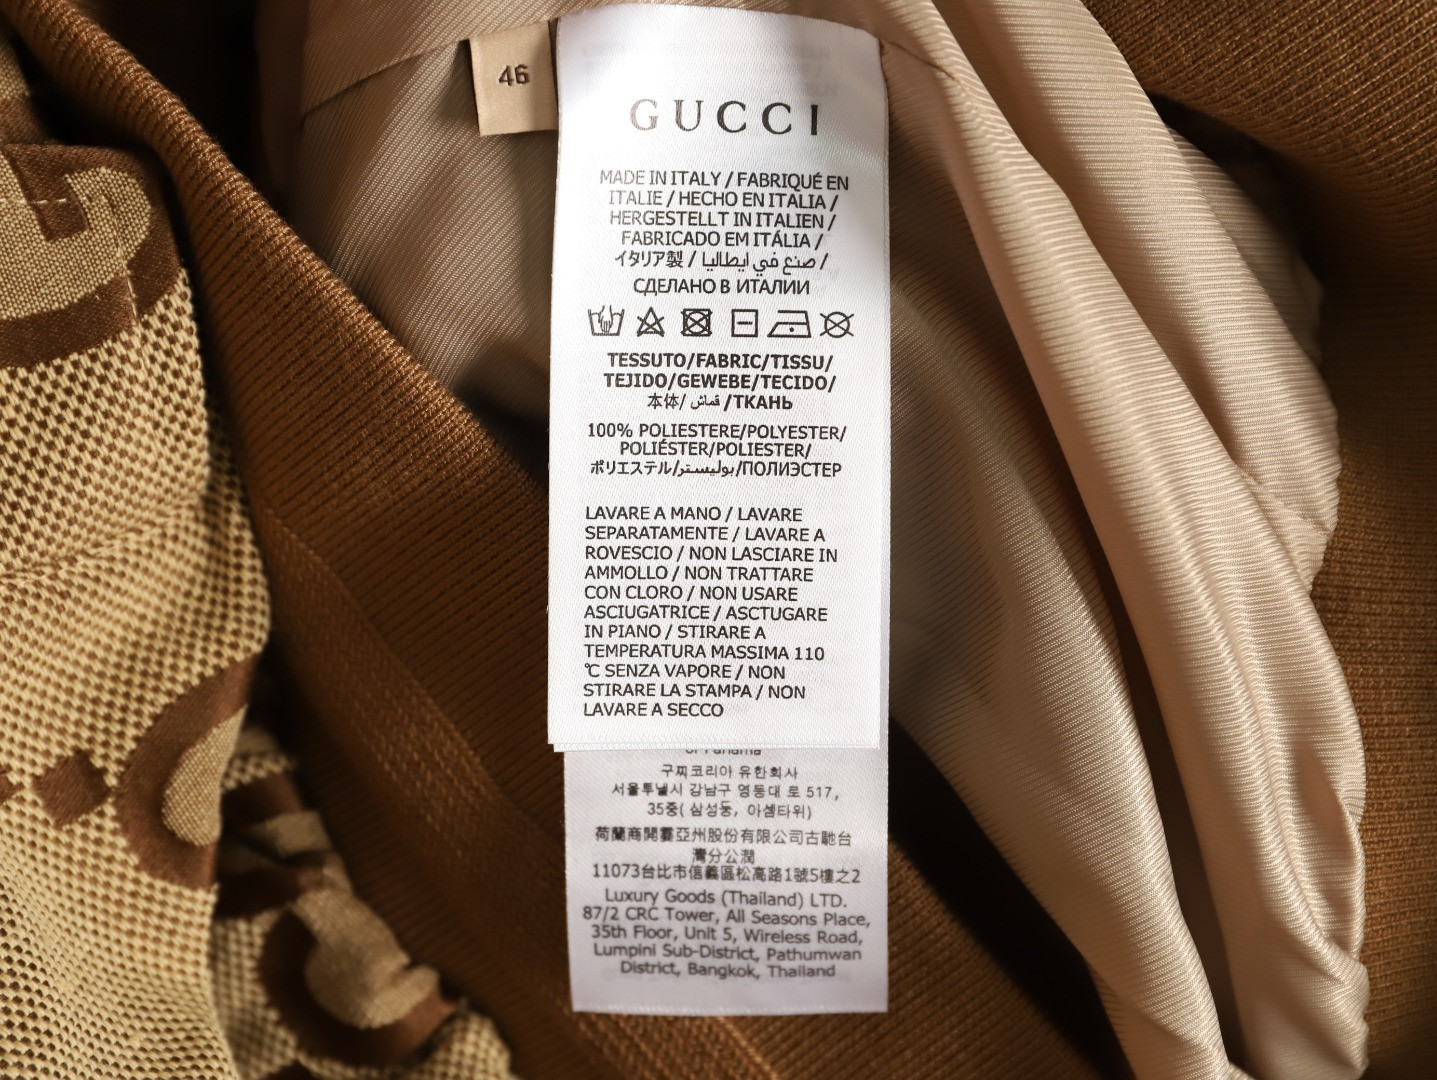 46
GUCCI
MADE IN ITALY / FABRIQUÉ EN
ITALIE / HECHO EN ITALIA /
HERGESTELLT IN ITALIEN /
FABRICADO EM ITÁLIA /
イタリア製 / صنع في ايطاليا /
СДЕЛАНО В ИТАЛИИ
TESSUTO/FABRIC/TISSU/
TEJIDO/GEWEBE/TECIDO/
本体/ قماش /ТКАНЬ
100% POLIESTERE/POLYESTER/
POLIÉSTER/POLIESTER/
ポリエステル/بوليستر/ПОЛИЭСТЕР
LAVARE A MANO / LAVARE
SEPARATAMENTE / LAVARE A
ROVESCIO / NON LASCIARE IN
AMMOLLO / NON TRATTARE
CON CLORO / NON USARE
ASCIUGATRICE / ASCTUGARE
IN PIANO / STIRARE A
TEMPERATURA MASSIMA 110
℃ SENZA VAPORE / NON
STIRARE LA STAMPA / NON
LAVARE A SECCO
of Panama
구찌코리아 유한회사
서울투낼시 강남구 영동대 로 517,
35중( 삼성둥, 아셈타위)
荷蘭商開雲亞州股份有限公司古馳台
灣分公潤
11073台比市信義區松高路1號5樓之2
Luxury Goods (Thailand) LTD.
87/2 CRC Tower, All Seasons Place,
35th Floor, Unit 5, Wireless Road,
Lumpini Sub-District, Pathumwan
District, Bangkok, Thailand